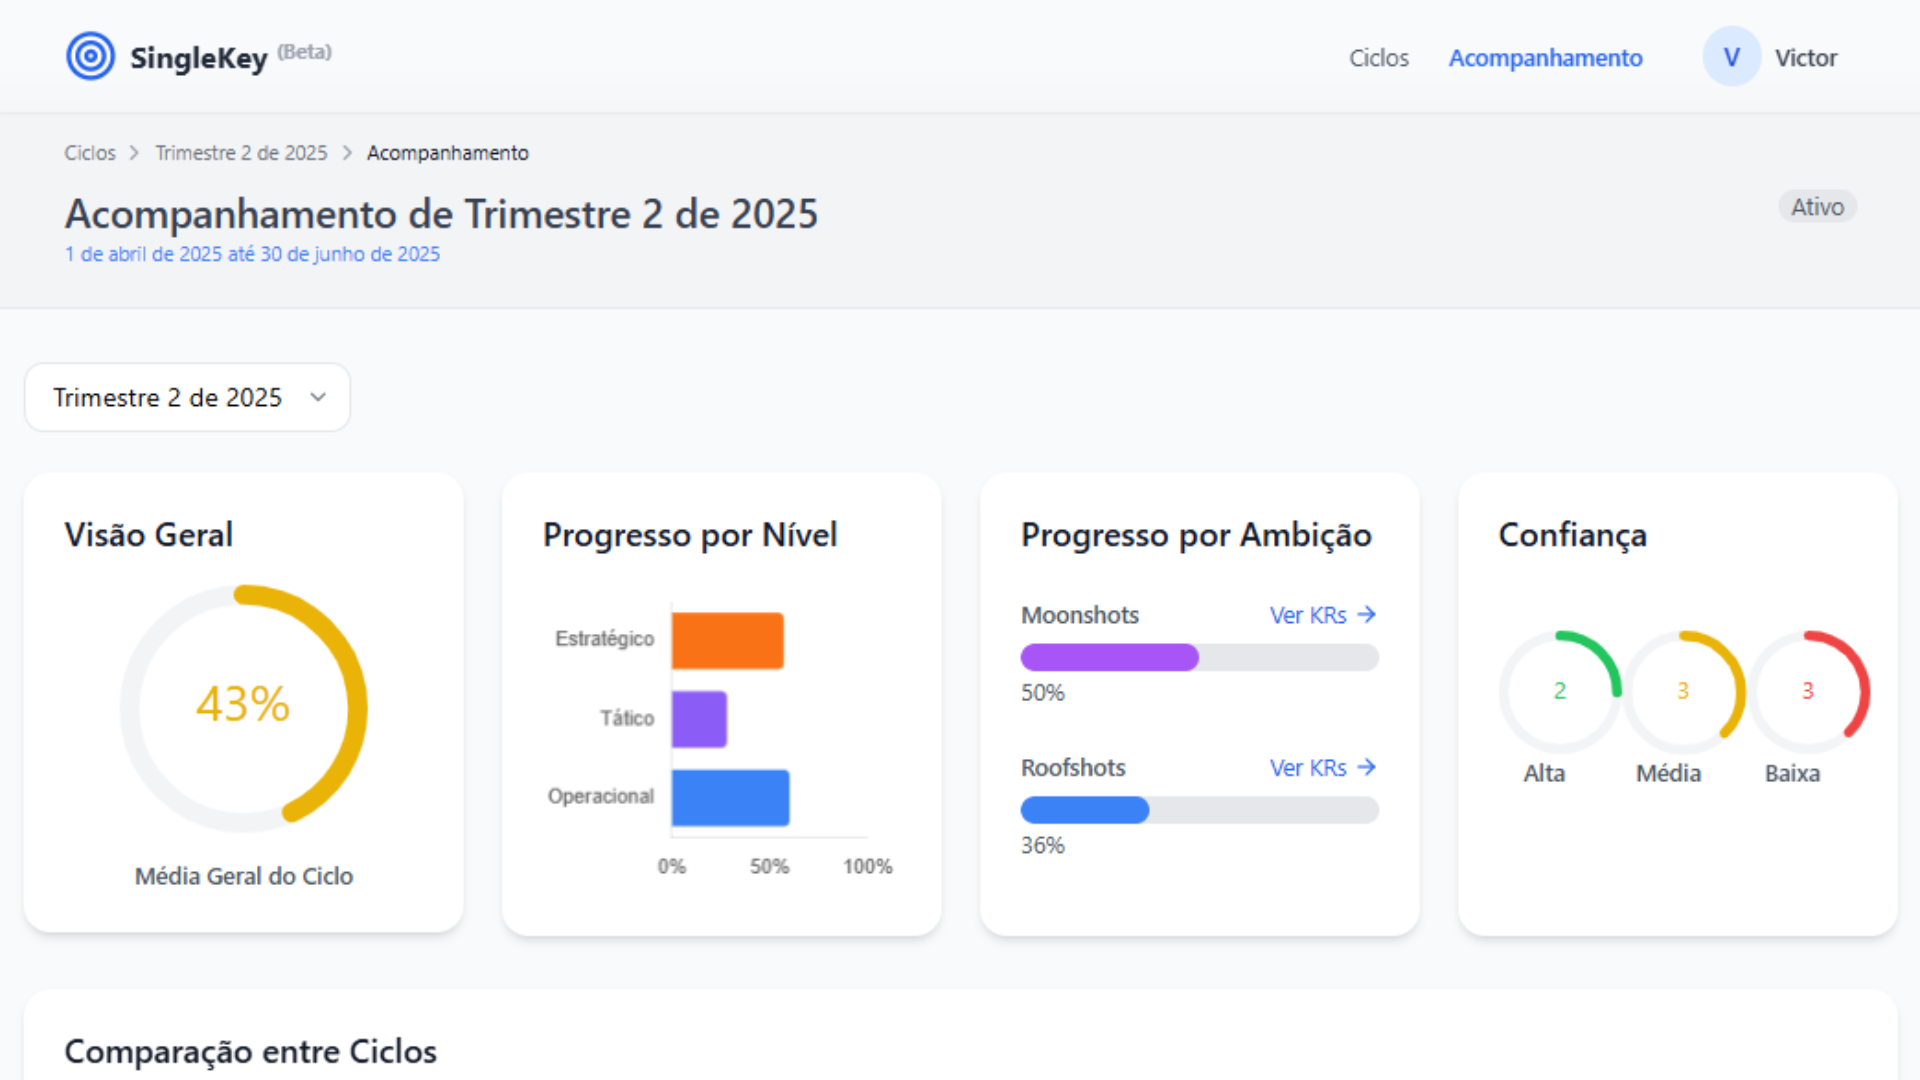 SingleKey (Beta)
Ciclos
Acompanhamento
V
Victor
Ciclos > Trimestre 2 de 2025 > Acompanhamento
Acompanhamento de Trimestre 2 de 2025
Ativo
1 de abril de 2025 até 30 de junho de 2025
Trimestre 2 de 2025
Visão Geral
43%
Média Geral do Ciclo
Progresso por Nível
Estratégico
Tático
Operacional
0% 50% 100%
Progresso por Ambição
Moonshots
Ver KRs →
50%
Roofshots
Ver KRs →
36%
Confiança
2 3 3
Alta Média Baixa
Comparação entre Ciclos